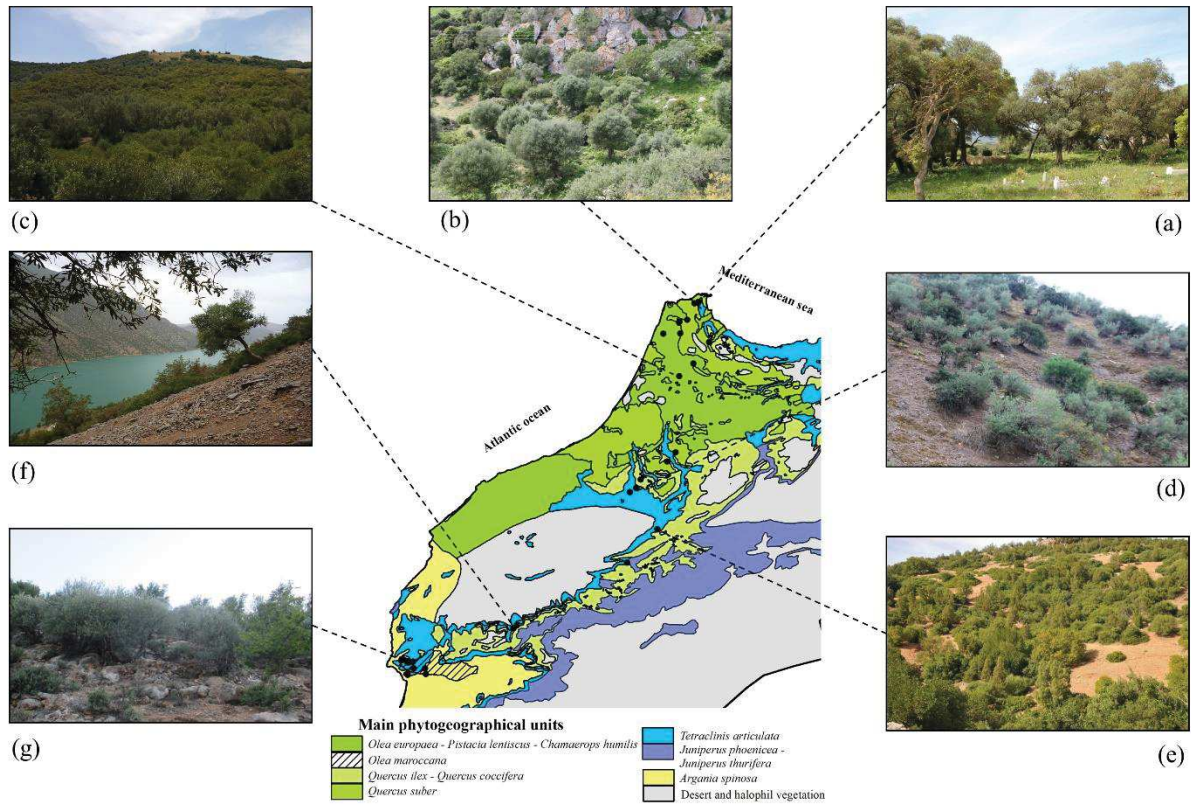 (c)
(b)
(a)
(f)
(d)
(g)
(e)
Mediterranean sea
Atlantic ocean
Main phytogeographical units
Olea europaea - Pistacia lentiscus - Chamaerops humilis
Olea maroccana
Quercus ilex - Quercus coccifera
Quercus suber
Tetraclinis articulata
Juniperus phoenicea -
Juniperus thurifera
Argania spinosa
Desert and halophil vegetation